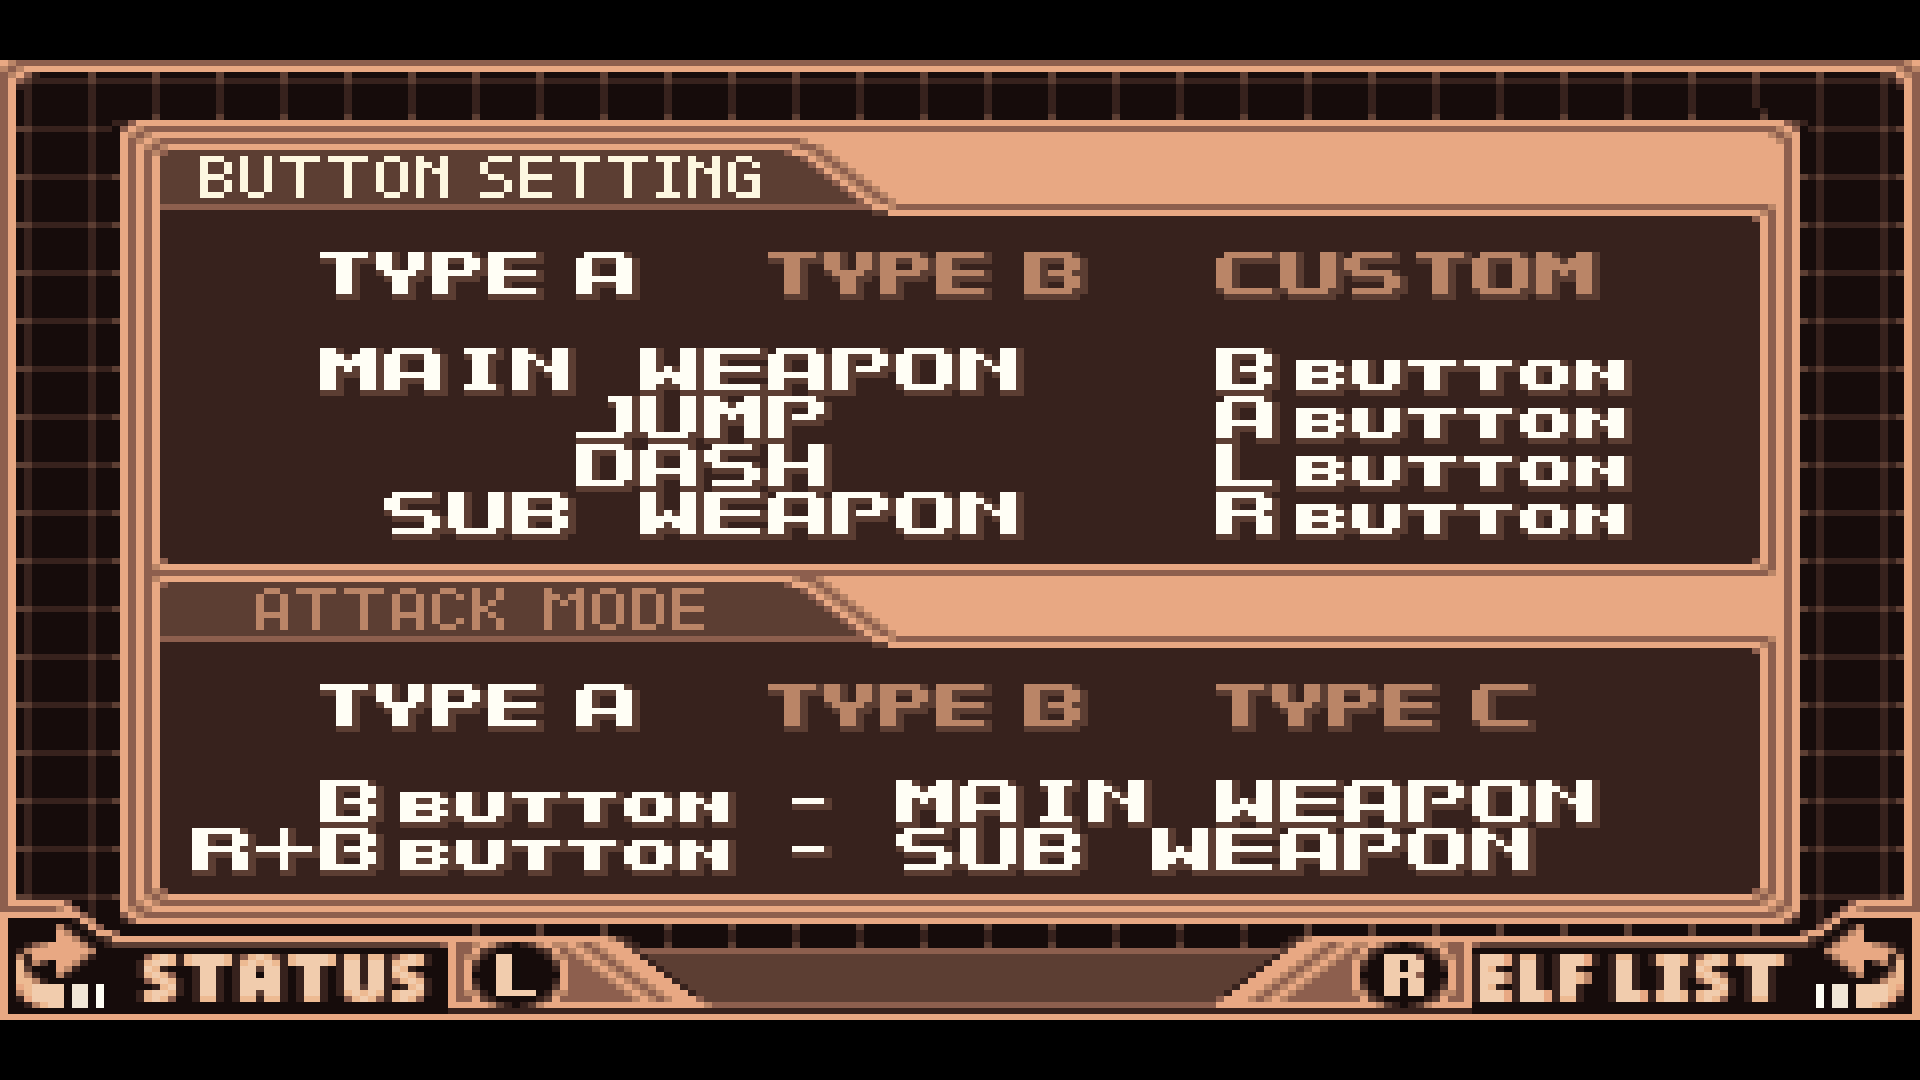 BUTTON SETTING
TYPE A TYPE B CUSTOM
MAIN WEAPON B BUTTON
JUMP A BUTTON
DASH L BUTTON
SUB WEAPON R BUTTON
ATTACK MODE
TYPE A TYPE B TYPE C
B BUTTON - MAIN WEAPON
R+B BUTTON - SUB WEAPON
STATUS L R ELF LIST